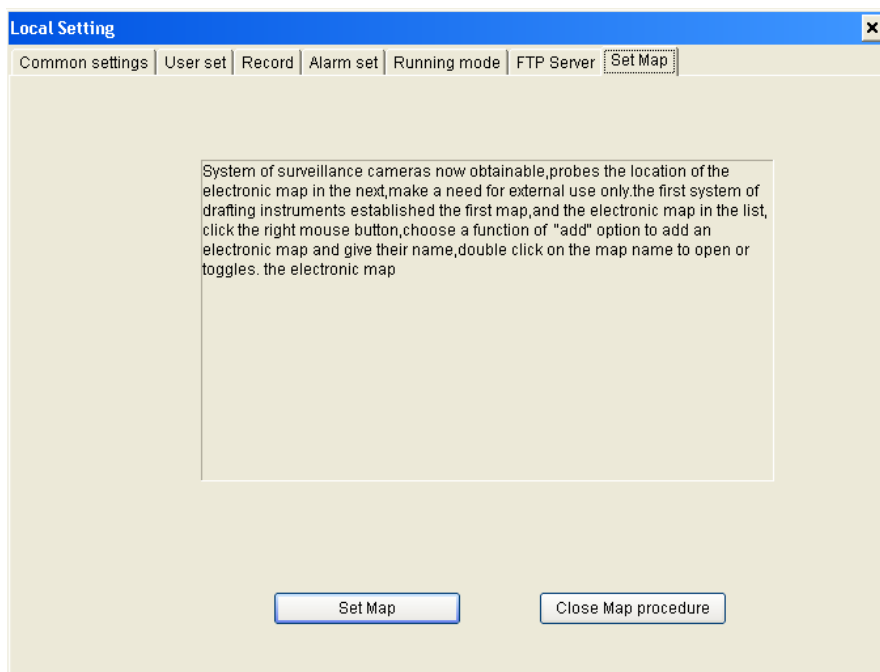 Local Setting
Common settings User set Record Alarm set Running mode FTP Server Set Map
System of surveillance cameras now obtainable,probes the location of the
electronic map in the next,make a need for external use only.the first system of
drafting instruments established the first map,and the electronic map in the list,
click the right mouse button,choose a function of "add" option to add an
electronic map and give their name,double click on the map name to open or
toggles. the electronic map
Set Map Close Map procedure